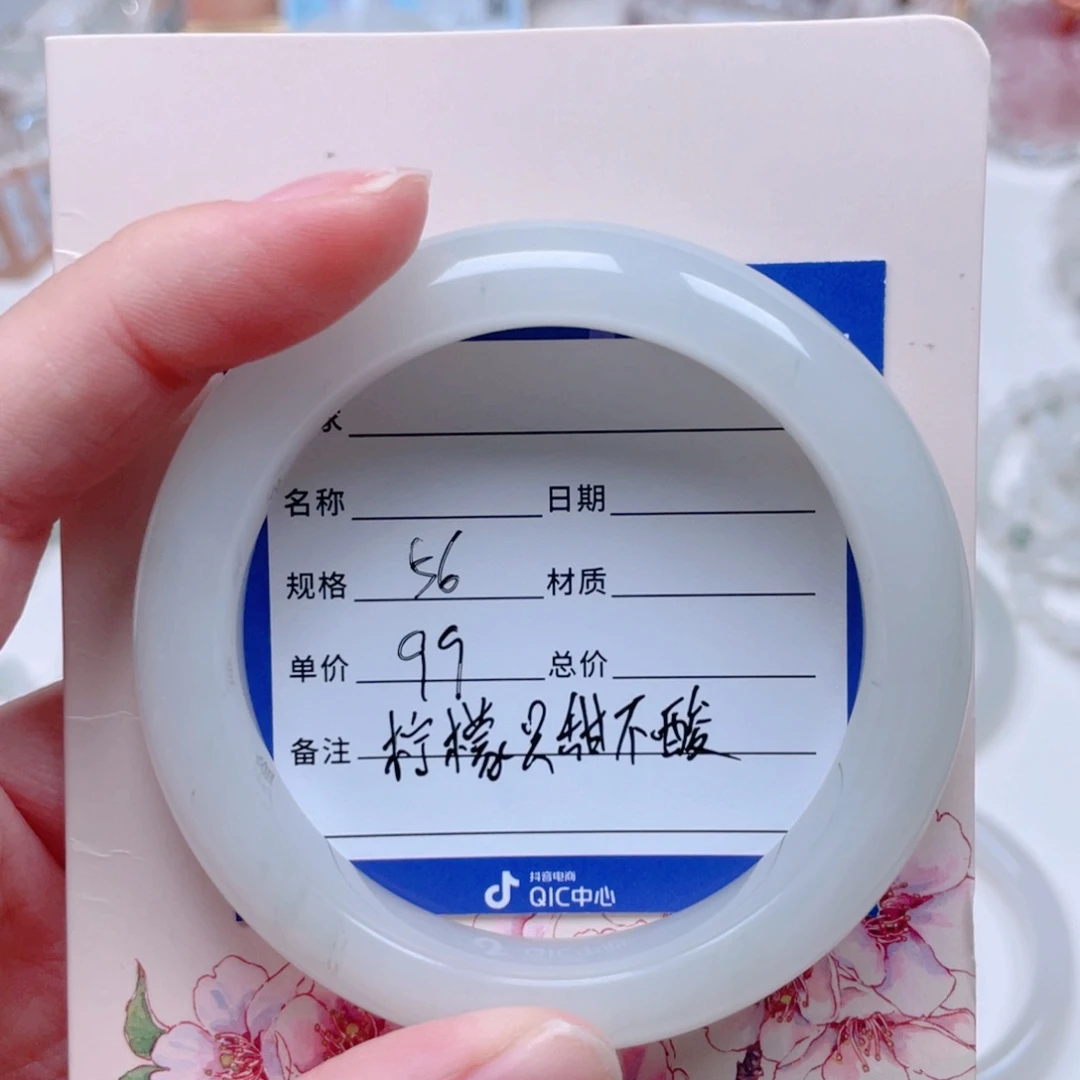 名称 日期
规格 56 材质
单价 99 总价
备注 柠檬只甜不酸
抖音电商
QIC中心